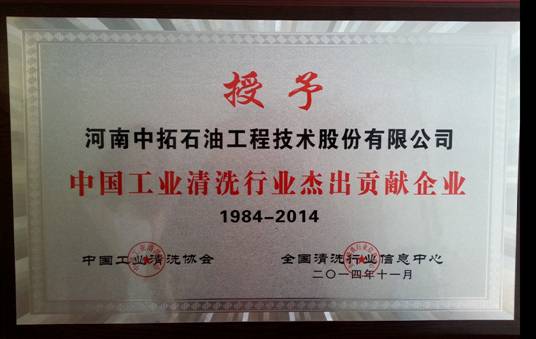 授予
河南中拓石油工程技术股份有限公司
中国工业清洗行业杰出贡献企业
1984-2014
中国工业清洗协会 全国清洗行业信息中心
二〇一四年十一月